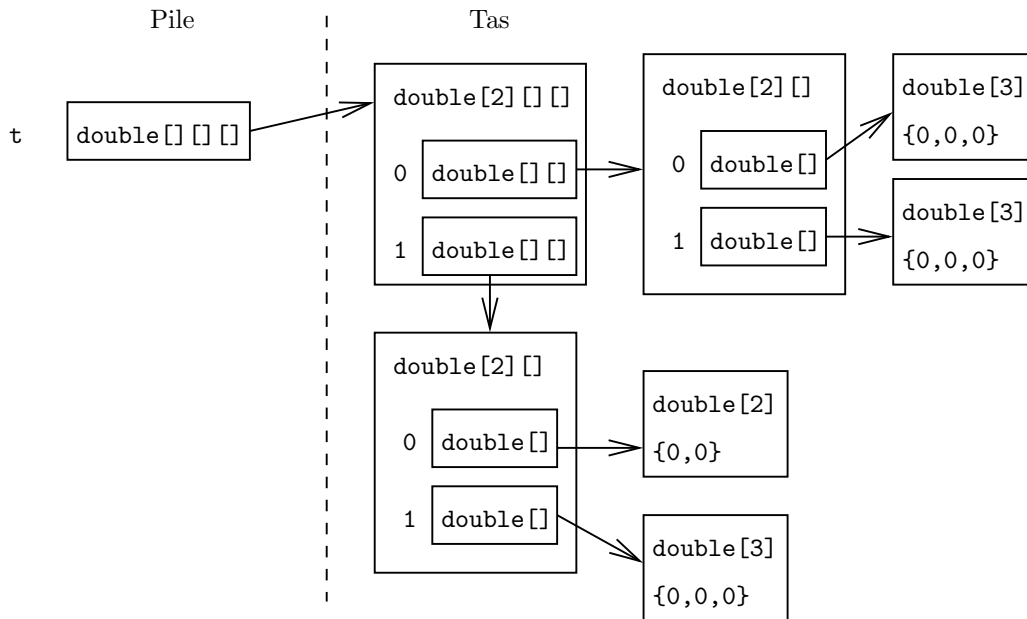 Pile
Tas
t
double[][][]
double[2][][]
0
double[][]
1
double[][]
double[2][]
0
double[]
1
double[]
double[3]
{0,0,0}
double[3]
{0,0,0}
double[2][]
0
double[]
1
double[]
double[2]
{0,0}
double[3]
{0,0,0}